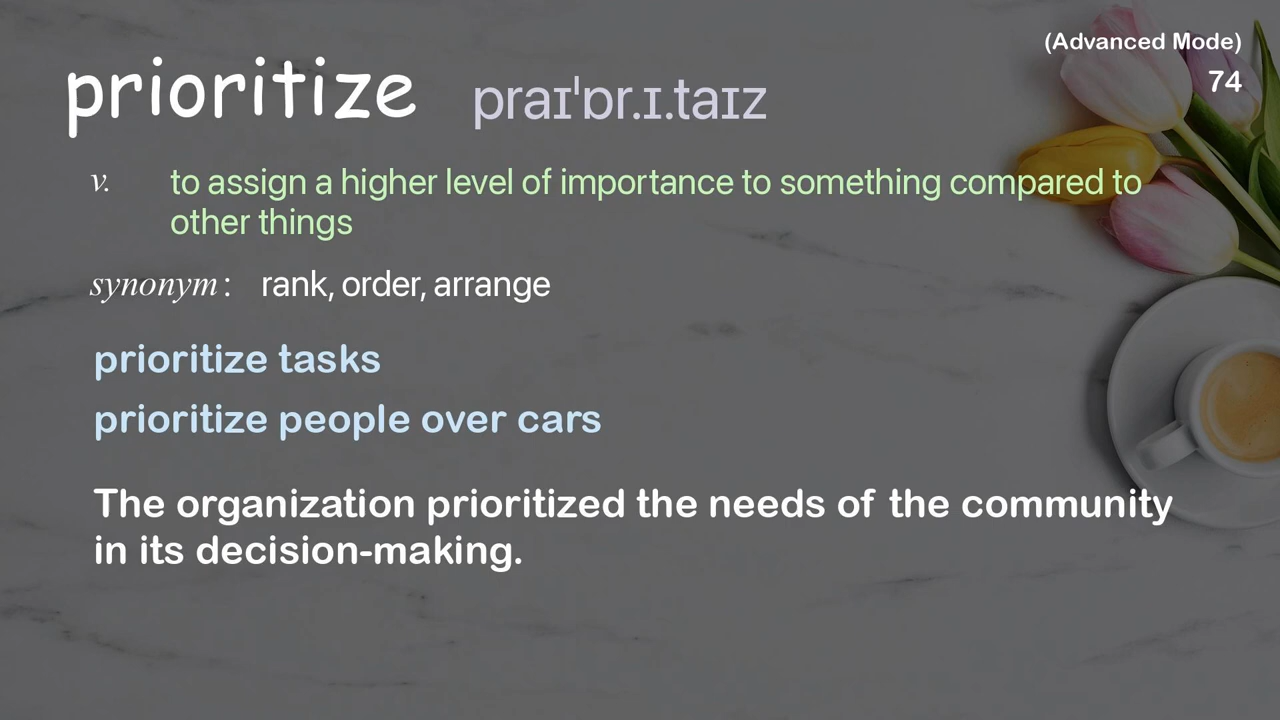 (Advanced Mode)
74
prioritize praɪˈɒr.ɪ.taɪz
v. to assign a higher level of importance to something compared to
other things
synonym : rank, order, arrange
prioritize tasks
prioritize people over cars
The organization prioritized the needs of the community
in its decision-making.